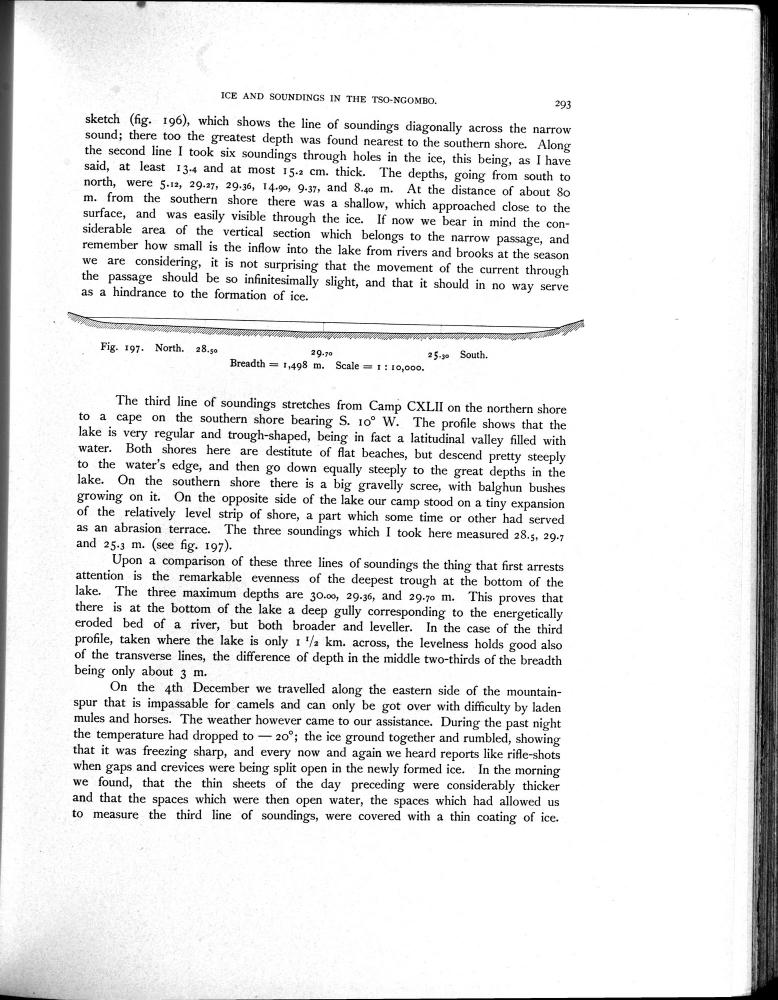 ICE AND SOUNDINGS IN THE TSO-NGOMBO. 293
sketch (fig. 196), which shows the line of soundings diagonally across the narrow
sound; there too the greatest depth was found nearest to the southern shore. Along
the second line I took six soundings through holes in the ice, this being, as I have
said, at least 13.4 and at most 15.2 cm. thick. The depths, going from south to
north, were 5.12, 29.27, 29.36, 14.90, 9.37, and 8.40 m. At the distance of about 80
m. from the southern shore there was a shallow, which approached close to the
surface, and was easily visible through the ice. If now we bear in mind the con-
siderable area of the vertical section which belongs to the narrow passage, and
remember how small is the inflow into the lake from rivers and brooks at the season
we are considering, it is not surprising that the movement of the current through
the passage should be so infinitesimally slight, and that it should in no way serve
as a hindrance to the formation of ice.
Fig. 197. North. 28.50 29.70 25.30 South.
Breadth = 1,498 m. Scale = 1 : 10,000.
The third line of soundings stretches from Camp CXLII on the northern shore
to a cape on the southern shore bearing S. 10° W. The profile shows that the
lake is very regular and trough-shaped, being in fact a latitudinal valley filled with
water. Both shores here are destitute of flat beaches, but descend pretty steeply
to the water's edge, and then go down equally steeply to the great depths in the
lake. On the southern shore there is a big gravelly scree, with balghun bushes
growing on it. On the opposite side of the lake our camp stood on a tiny expansion
of the relatively level strip of shore, a part which some time or other had served
as an abrasion terrace. The three soundings which I took here measured 28.5, 29.7
and 25.3 m. (see fig. 197).
Upon a comparison of these three lines of soundings the thing that first arrests
attention is the remarkable evenness of the deepest trough at the bottom of the
lake. The three maximum depths are 30.00, 29.36, and 29.70 m. This proves that
there is at the bottom of the lake a deep gully corresponding to the energetically
eroded bed of a river, but both broader and leveller. In the case of the third
profile, taken where the lake is only 1 1/2 km. across, the levelness holds good also
of the transverse lines, the difference of depth in the middle two-thirds of the breadth
being only about 3 m.
On the 4th December we travelled along the eastern side of the mountain-
spur that is impassable for camels and can only be got over with difficulty by laden
mules and horses. The weather however came to our assistance. During the past night
the temperature had dropped to — 20°; the ice ground together and rumbled, showing
that it was freezing sharp, and every now and again we heard reports like rifle-shots
when gaps and crevices were being split open in the newly formed ice. In the morning
we found, that the thin sheets of the day preceding were considerably thicker
and that the spaces which were then open water, the spaces which had allowed us
to measure the third line of soundings, were covered with a thin coating of ice.